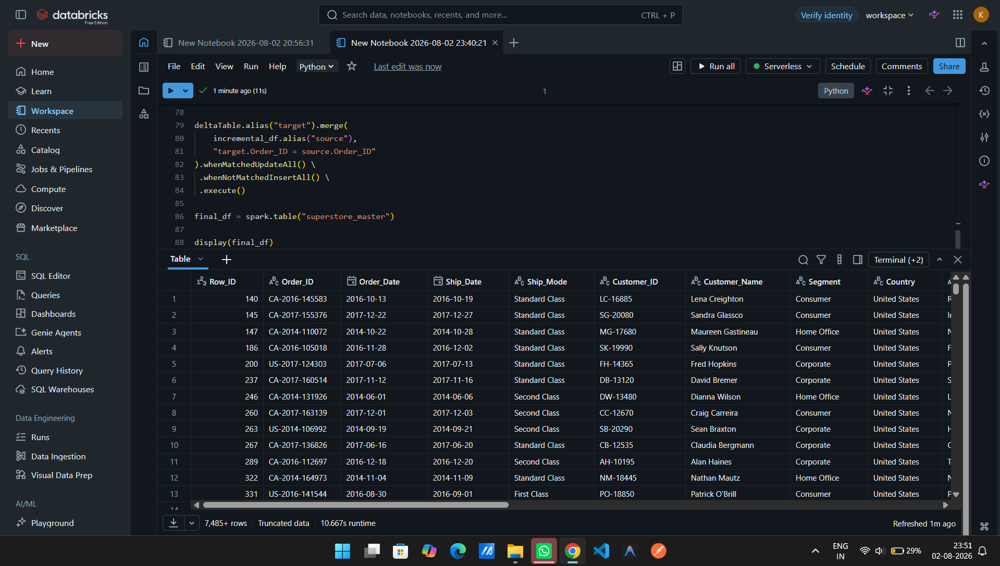 databricks
Free Edition
Search data, notebooks, recents, and more...
CTRL + P
Verify identity
workspace
K
New
New Notebook 2026-08-02 20:56:31
New Notebook 2026-08-02 23:40:21
File Edit View Run Help Python
Last edit was now
Run all
Serverless
Schedule
Comments
Share
1 minute ago (11s)
1
Python
Home
Learn
Workspace
Recents
Catalog
Jobs & Pipelines
Compute
Discover
Marketplace
SQL
SQL Editor
Queries
Dashboards
Genie Agents
Alerts
Query History
SQL Warehouses
Data Engineering
Runs
Data Ingestion
Visual Data Prep
AI/ML
Playground
78
79 deltaTable.alias("target").merge(
80 incremental_df.alias("source"),
81 "target.Order_ID = source.Order_ID"
82 ).whenMatchedUpdateAll() \
83 .whenNotMatchedInsertAll() \
84 .execute()
85
86 final_df = spark.table("superstore_master")
87
88 display(final_df)
Table
Terminal (+2)
Row_ID Order_ID Order_Date Ship_Date Ship_Mode Customer_ID Customer_Name Segment Country
1 140 CA-2016-145583 2016-10-13 2016-10-19 Standard Class LC-16885 Lena Creighton Consumer United States
2 145 CA-2017-155376 2017-12-22 2017-12-27 Standard Class SG-20080 Sandra Glassco Consumer United States
3 147 CA-2014-110072 2014-10-22 2014-10-28 Standard Class MG-17680 Maureen Gastineau Home Office United States
4 186 CA-2016-105018 2016-11-28 2016-12-02 Standard Class SK-19990 Sally Knutson Consumer United States
5 200 US-2017-124303 2017-07-06 2017-07-13 Standard Class FH-14365 Fred Hopkins Corporate United States
6 237 CA-2017-160514 2017-11-12 2017-11-16 Standard Class DB-13120 David Bremer Corporate United States
7 246 CA-2014-131926 2014-06-01 2014-06-06 Second Class DW-13480 Dianna Wilson Home Office United States
8 260 CA-2017-163139 2017-12-01 2017-12-03 Second Class CC-12670 Craig Carreira Consumer United States
9 263 US-2014-106992 2014-09-19 2014-09-21 Second Class SB-20290 Sean Braxton Corporate United States
10 267 CA-2017-136826 2017-06-16 2017-06-20 Standard Class CB-12535 Claudia Bergmann Corporate United States
11 289 CA-2016-112697 2016-12-18 2016-12-20 Second Class AH-10195 Alan Haines Corporate United States
12 322 CA-2014-164973 2014-11-04 2014-11-09 Standard Class NM-18445 Nathan Mautz Home Office United States
13 331 US-2016-141544 2016-08-30 2016-09-01 First Class PO-18850 Patrick O'Brill Consumer United States
7,485+ rows
Truncated data
10.667s runtime
Refreshed 1m ago
ENG
IN
29%
23:51
02-08-2026